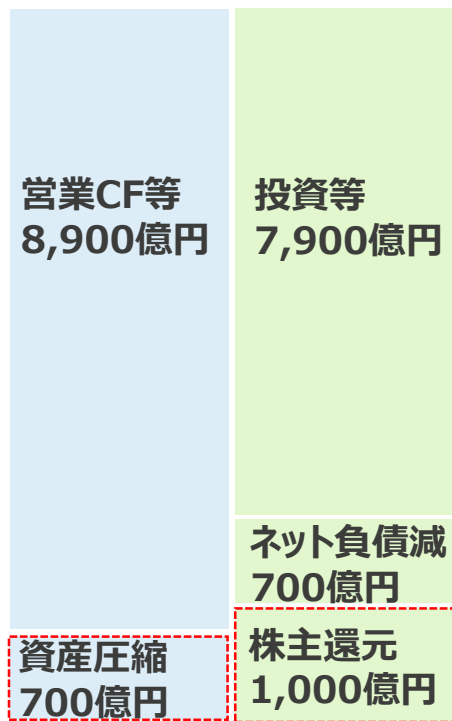 営業CF等
8,900億円
資産圧縮
700億円
投資等
7,900億円
ネット負債減
700億円
株主還元
1,000億円